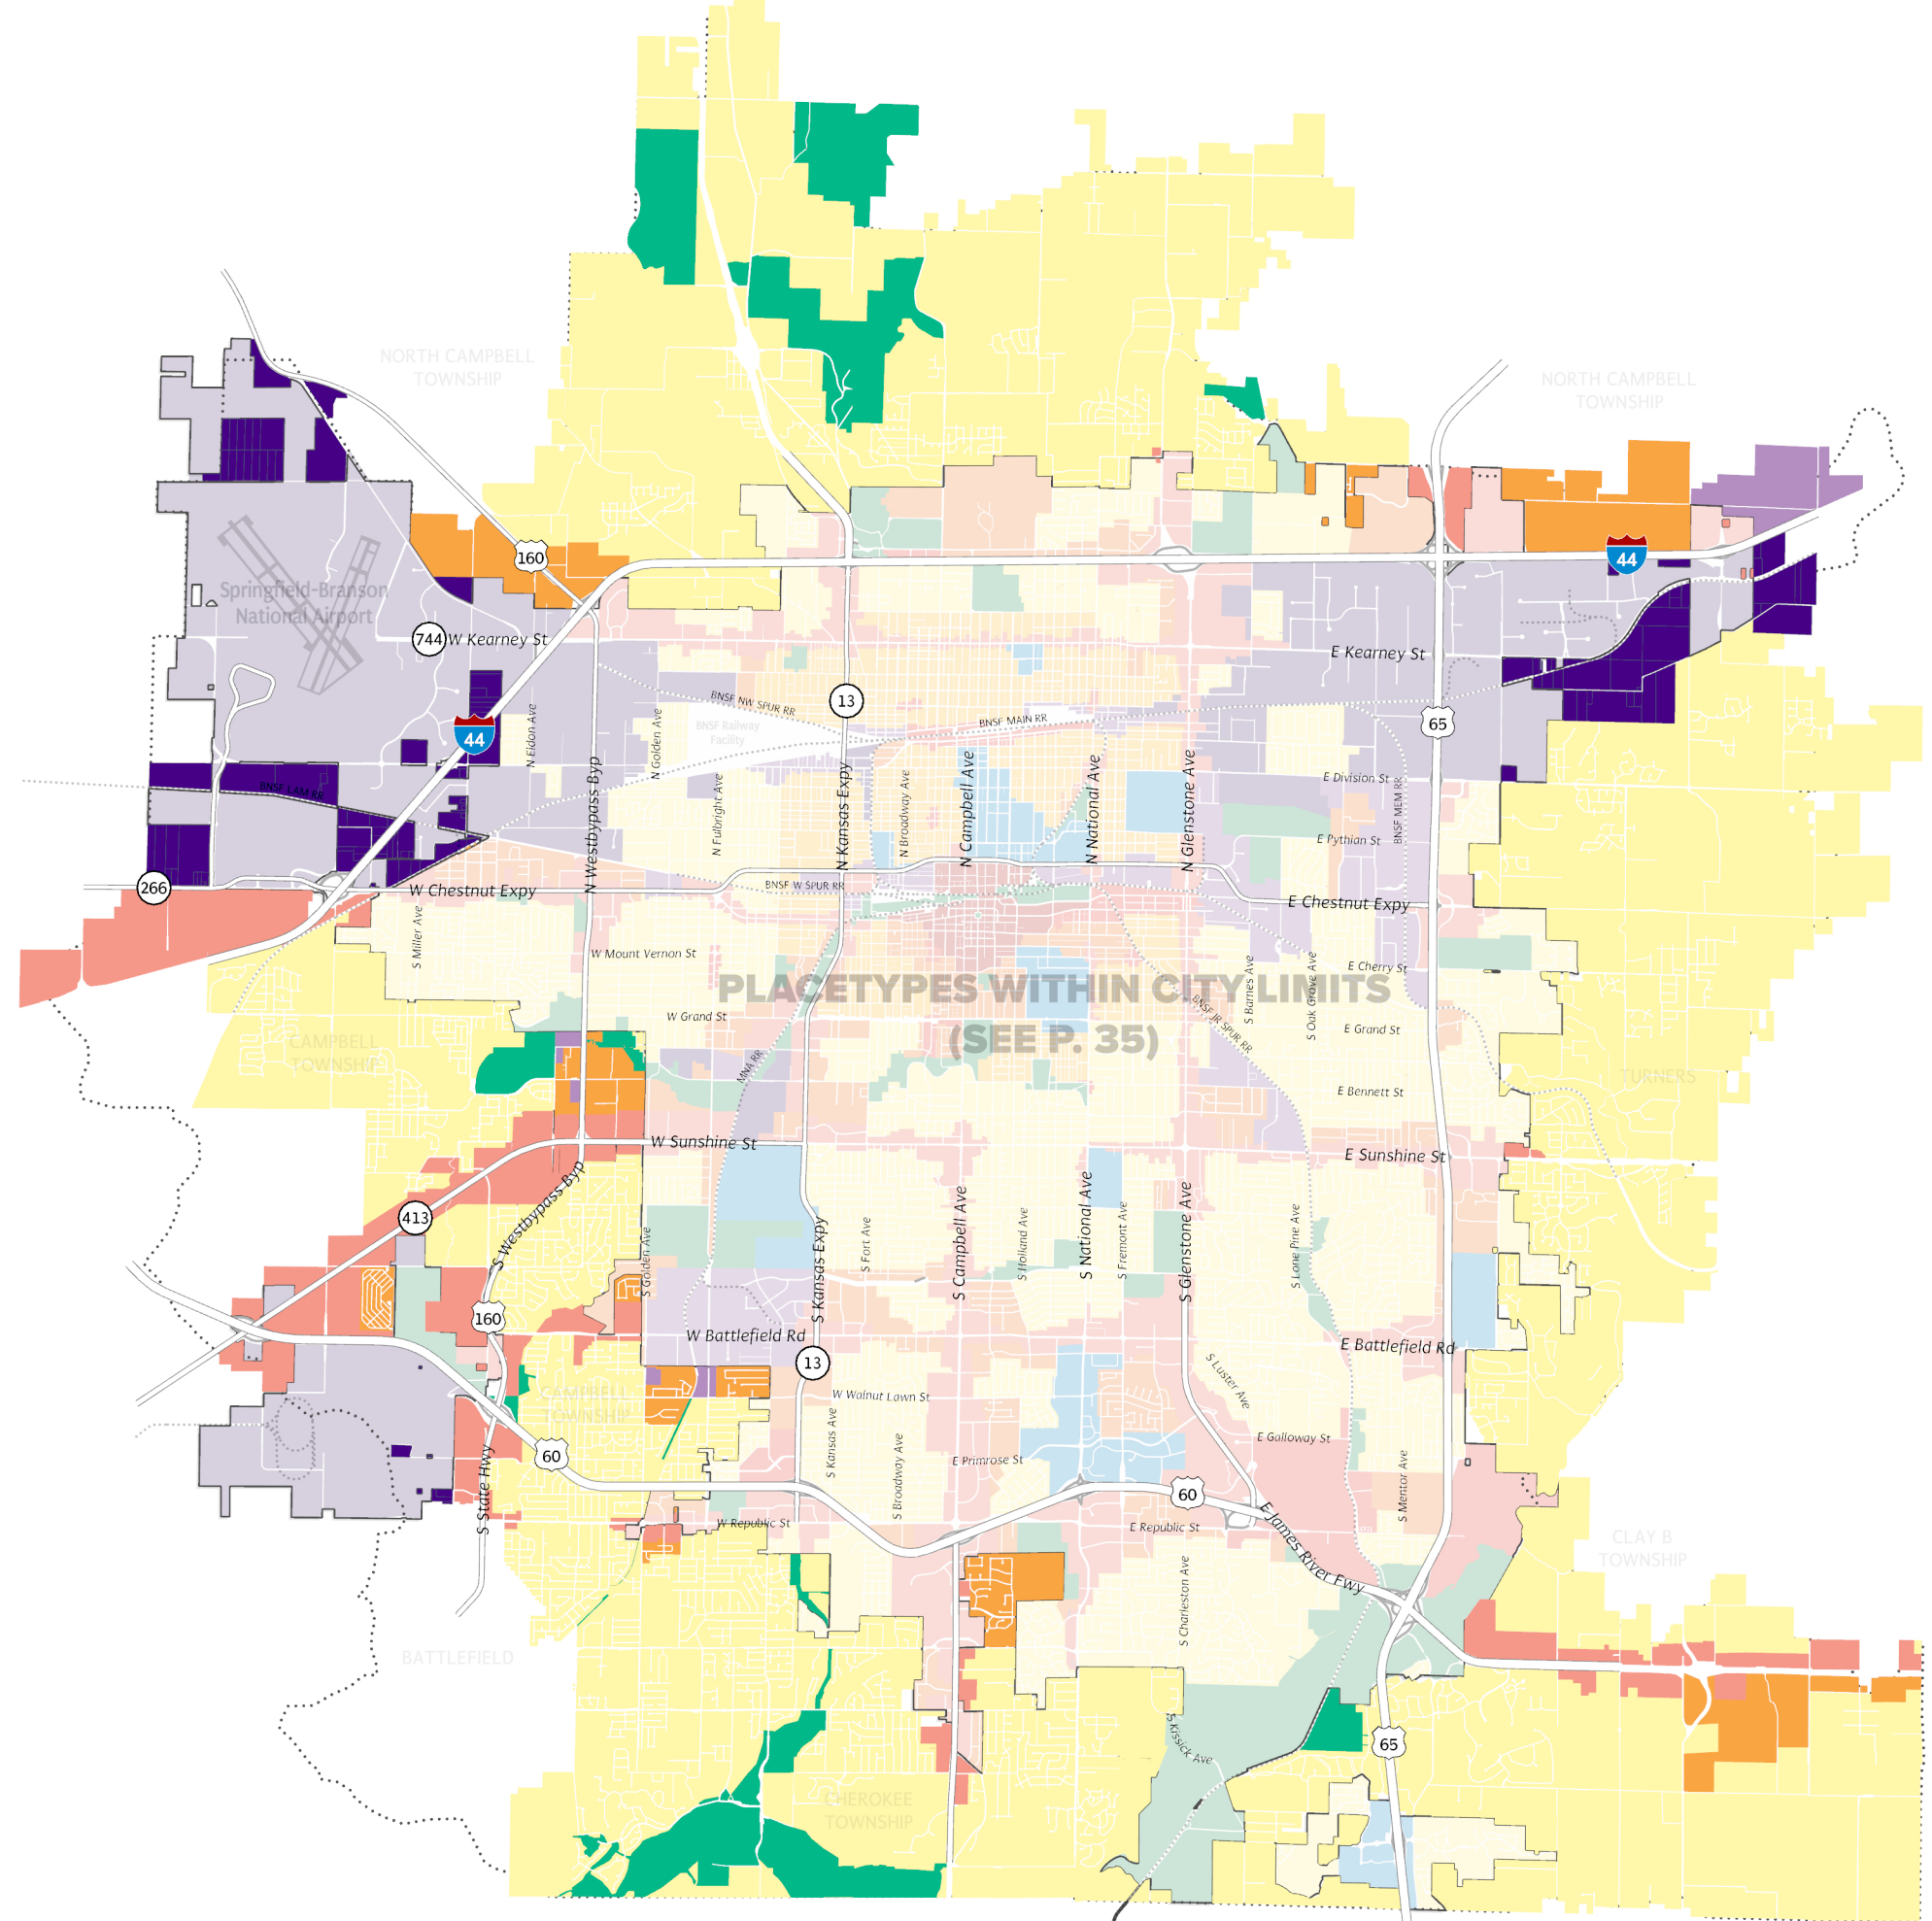 NORTH CAMPBELL
TOWNSHIP
NORTH CAMPBELL
TOWNSHIP
160
44
Springfield-Branson
National Airport
744
W Kearney St
E Kearney St
13
BNSF NW SPUR RR
BNSF Railway
Facility
BNSF MAIN RR
65
44
N Eldon Ave
N Golden Ave
N Westbypass Byp
N Fulbright Ave
N Kansas Expy
N Broadway Ave
N Campbell Ave
N National Ave
N Glenstone Ave
E Division St
BNSF MEM RR
E Pythian St
BNSF LAM RR
266
W Chestnut Expy
BNSF W SPUR RR
E Chestnut Expy
S Miller Ave
W Mount Vernon St
S Barnes Ave
S Oak Grove Ave
E Cherry St
PLACETYPES WITHIN CITY LIMITS
(SEE P. 35)
W Grand St
BNSF JR SPUR RR
E Grand St
CAMPBELL
TOWNSHIP
MNA RR
TURNERS
E Bennett St
W Sunshine St
E Sunshine St
413
S Westbypass Byp
S Golden Ave
S Kansas Expy
S Fort Ave
S Campbell Ave
S Holland Ave
S National Ave
S Fremont Ave
S Glenstone Ave
S Lone Pine Ave
160
W Battlefield Rd
E Battlefield Rd
13
S Luster Ave
CAMPBELL
TOWNSHIP
W Walnut Lawn St
S Kansas Ave
S Broadway Ave
E Galloway St
E Primrose St
S Mentor Ave
60
S State Hwy
60
W Republic St
E Republic St
E James River Fwy
CLAY B
TOWNSHIP
S Charleston Ave
BATTLEFIELD
S Kissick Ave
65
CHEROKEE
TOWNSHIP